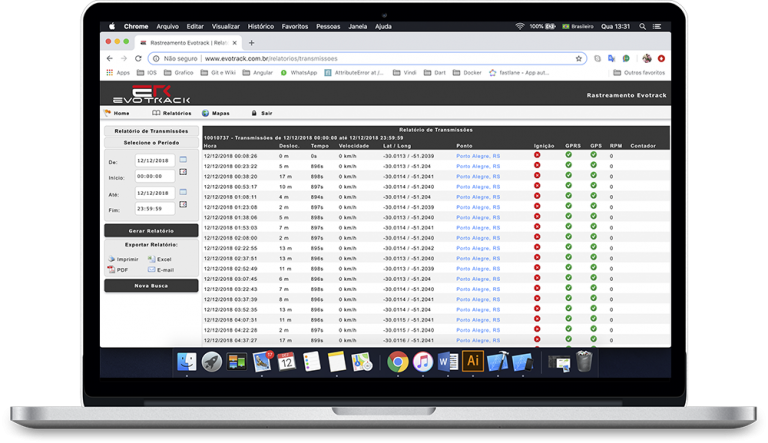 Chrome Arquivo Editar Visualizar Histórico Favoritos Pessoas Janela Ajuda 100% Brasileiro Qua 13:31
Rastreamento Evotrack | Relat
Não seguro | www.evotrack.com.br/relatorios/transmissoes
Apps IOS Grafico Git e Wiki Angular WhatsApp AttributeError at /... Vindi Dart Docker fastlane - App aut... Outros favoritos
EVOTRACK
Rastreamento Evotrack
Home Relatórios Mapas Sair
Relatório de Transmissões
Selecione o Período
De: 12/12/2018
Início: 00:00:00
Até: 12/12/2018
Fim: 23:59:59
Gerar Relatório
Exportar Relatório:
Imprimir Excel
PDF E-mail
Nova Busca
Relatório de Transmissões
10010737 - Transmissões de 12/12/2018 00:00:00 até 12/12/2018 23:59:59
Hora Desloc. Tempo Velocidade Lat / Long Ponto Ignição GPRS GPS RPM Contador
12/12/2018 00:08:26 0 m 0s 0 km/h -30.0113 / -51.2039 Porto Alegre, RS 0
12/12/2018 00:23:22 5 m 896s 0 km/h -30.0113 / -51.204 Porto Alegre, RS 0
12/12/2018 00:38:20 17 m 898s 0 km/h -30.0114 / -51.2041 Porto Alegre, RS 0
12/12/2018 00:53:17 10 m 897s 0 km/h -30.0114 / -51.2040 Porto Alegre, RS 0
12/12/2018 01:08:11 4 m 894s 0 km/h -30.0113 / -51.204 Porto Alegre, RS 0
12/12/2018 01:23:08 2 m 897s 0 km/h -30.0114 / -51.2039 Porto Alegre, RS 0
12/12/2018 01:38:06 5 m 898s 0 km/h -30.0113 / -51.2040 Porto Alegre, RS 0
12/12/2018 01:53:03 7 m 897s 0 km/h -30.0114 / -51.2041 Porto Alegre, RS 0
12/12/2018 02:08:00 2 m 897s 0 km/h -30.0114 / -51.2040 Porto Alegre, RS 0
12/12/2018 02:22:55 13 m 895s 0 km/h -30.0114 / -51.2042 Porto Alegre, RS 0
12/12/2018 02:37:51 13 m 896s 0 km/h -30.0113 / -51.2040 Porto Alegre, RS 0
12/12/2018 02:52:49 11 m 898s 0 km/h -30.0113 / -51.2039 Porto Alegre, RS 0
12/12/2018 03:07:45 6 m 896s 0 km/h -30.0113 / -51.204 Porto Alegre, RS 0
12/12/2018 03:22:43 7 m 898s 0 km/h -30.0114 / -51.2040 Porto Alegre, RS 0
12/12/2018 03:37:39 8 m 896s 0 km/h -30.0114 / -51.2041 Porto Alegre, RS 0
12/12/2018 03:52:35 13 m 896s 0 km/h -30.0114 / -51.204 Porto Alegre, RS 0
12/12/2018 04:07:31 11 m 896s 0 km/h -30.0114 / -51.2041 Porto Alegre, RS 0
12/12/2018 04:22:28 2 m 897s 0 km/h -30.0115 / -51.2040 Porto Alegre, RS 0
12/12/2018 04:37:27 17 m 899s 0 km/h -30.0116 / -51.2041 Porto Alegre, RS 0
17 12 W Ai